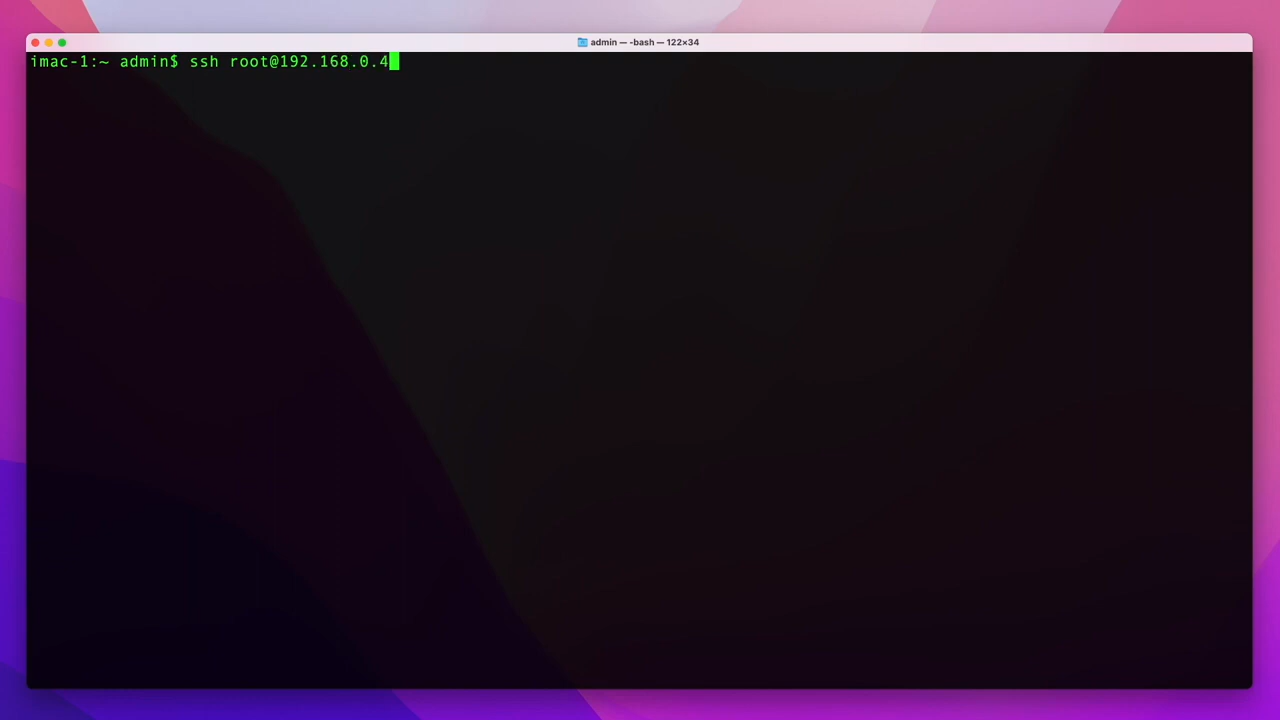 admin — -bash — 122×34
imac-1:~ admin$ ssh root@192.168.0.4